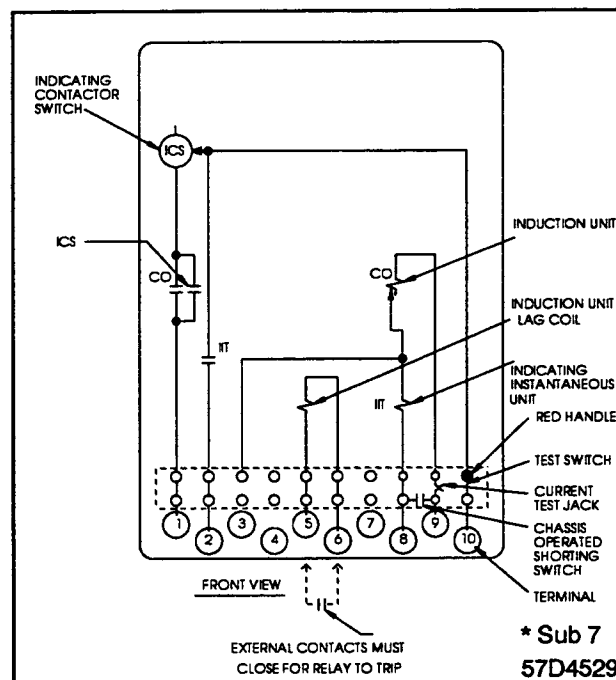 INDICATING
CONTACTOR
SWITCH
ICS
ICS
CO
IIT
CO
INDUCTION UNIT
INDUCTION UNIT
LAG COIL
IIT
INDICATING
INSTANTANEOUS
UNIT
RED HANDLE
TEST SWITCH
CURRENT
TEST JACK
CHASSIS
OPERATED
SHORTING
SWITCH
TERMINAL
1
2
3
4
5
6
7
8
9
10
FRONT VIEW
EXTERNAL CONTACTS MUST
CLOSE FOR RELAY TO TRIP
* Sub 7
57D4529